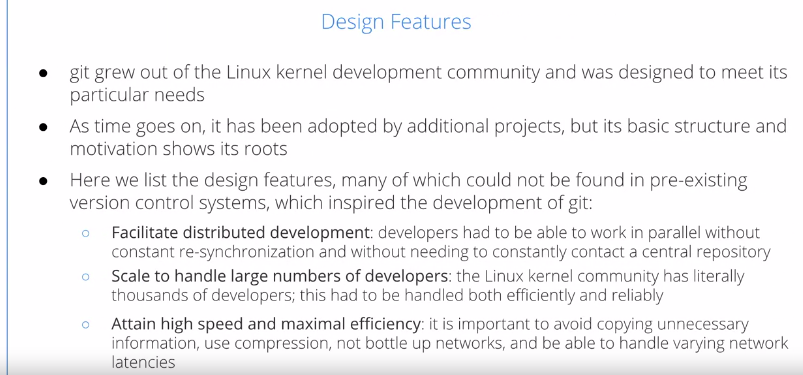 Design Features
● git grew out of the Linux kernel development community and was designed to meet its
particular needs
● As time goes on, it has been adopted by additional projects, but its basic structure and
motivation shows its roots
● Here we list the design features, many of which could not be found in pre-existing
version control systems, which inspired the development of git:
○ Facilitate distributed development: developers had to be able to work in parallel without
constant re-synchronization and without needing to constantly contact a central repository
○ Scale to handle large numbers of developers: the Linux kernel community has literally
thousands of developers; this had to be handled both efficiently and reliably
○ Attain high speed and maximal efficiency: it is important to avoid copying unnecessary
information, use compression, not bottle up networks, and be able to handle varying network
latencies